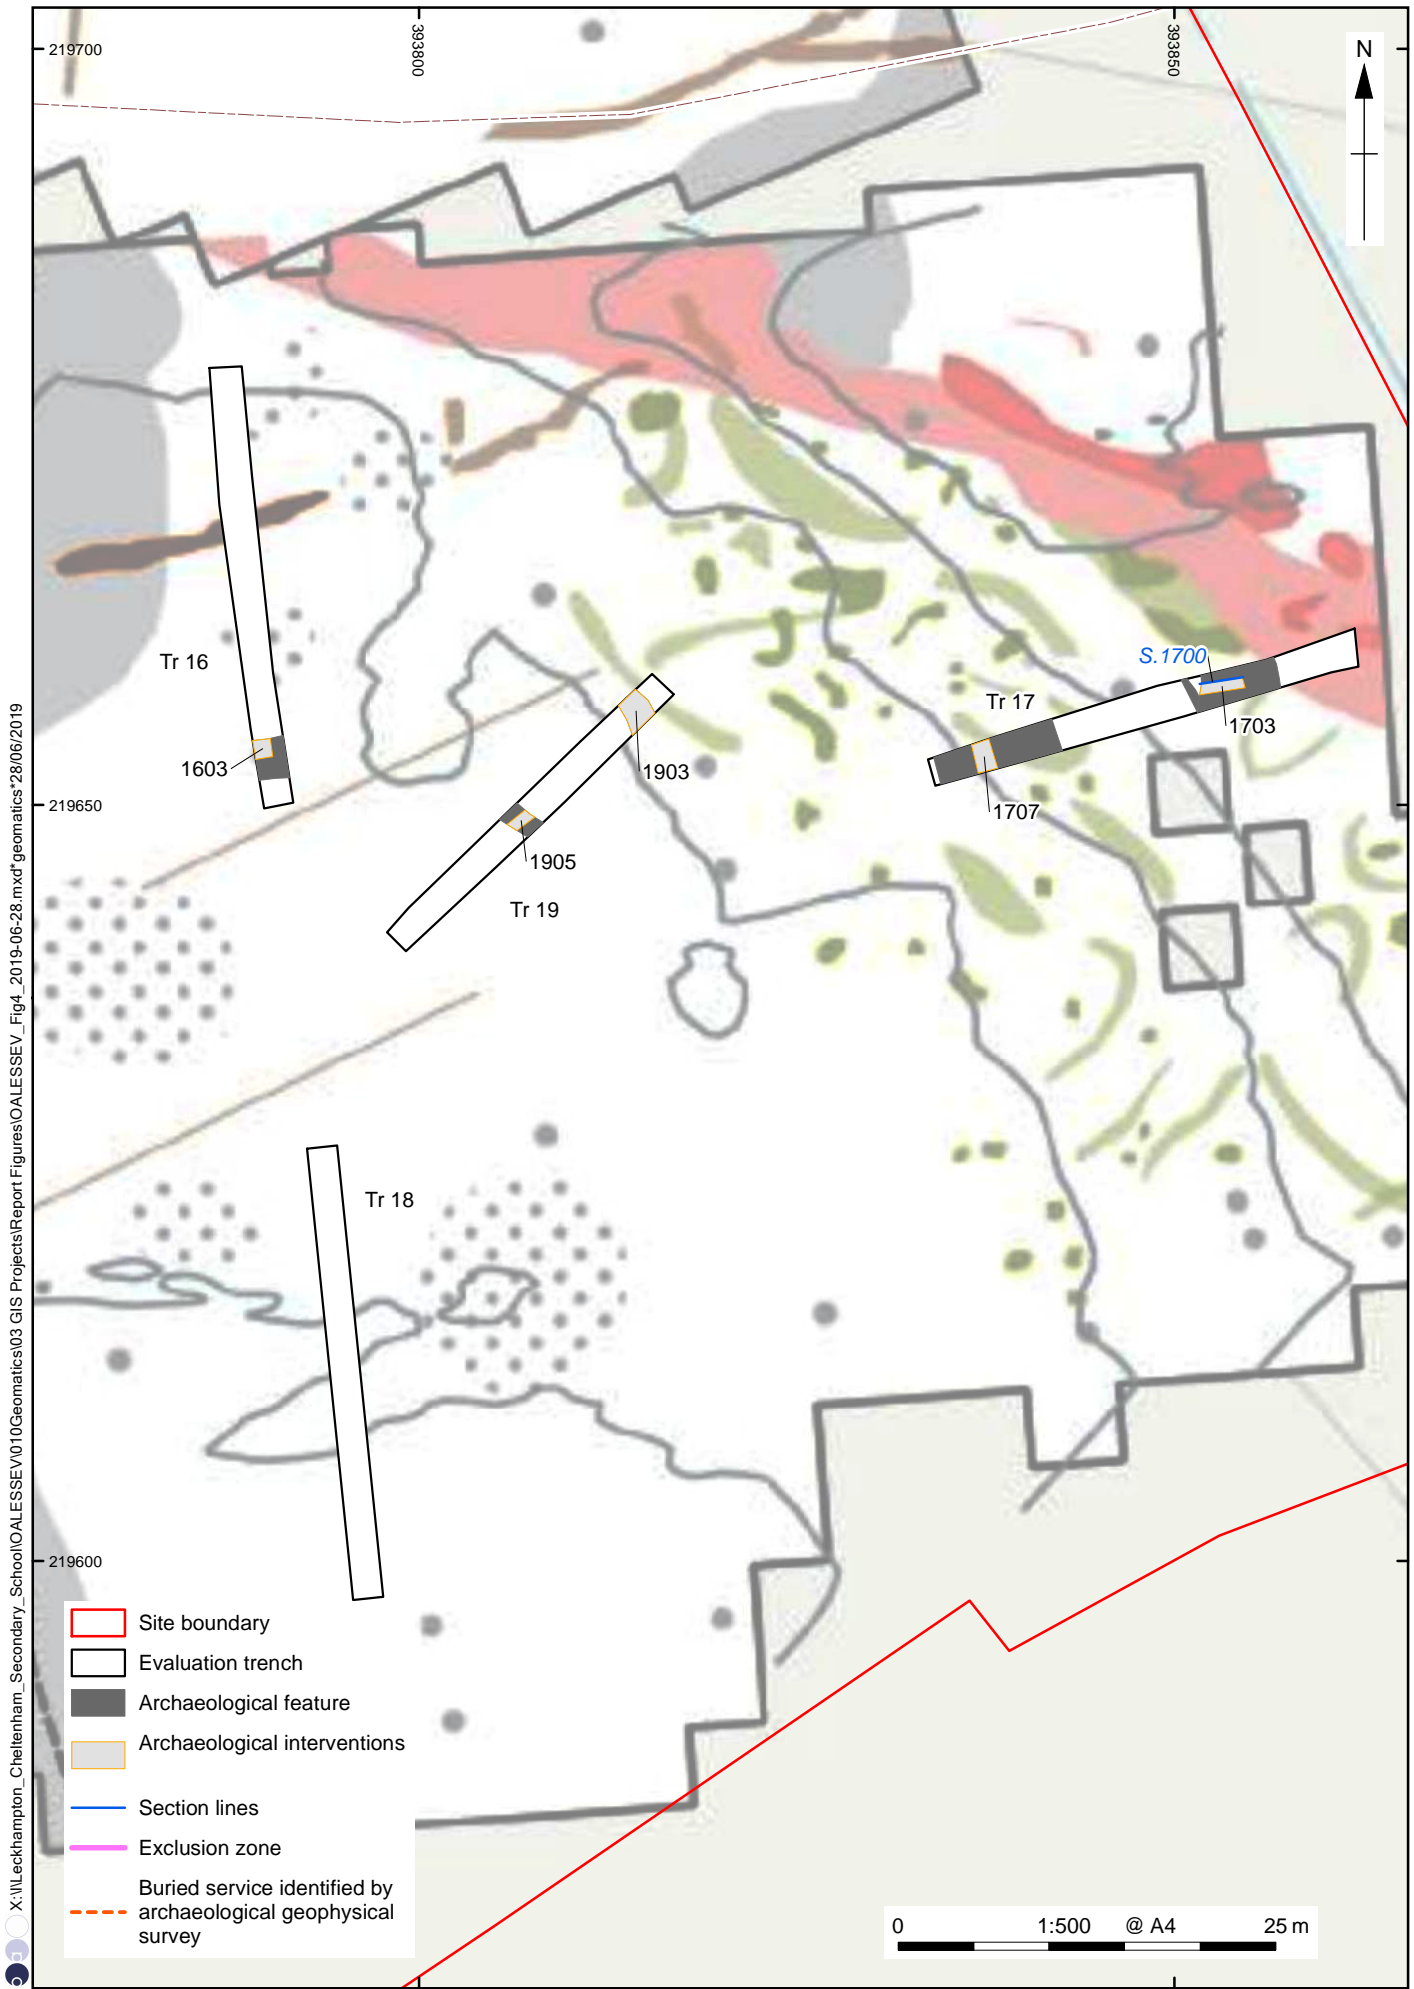 219700
393800
393850
N
Tr 16
S.1700
Tr 17
1703
1603
1903
1707
219650
1905
Tr 19
Tr 18
219600
Site boundary
Evaluation trench
Archaeological feature
Archaeological interventions
Section lines
Exclusion zone
Buried service identified by
archaeological geophysical
survey
0 1:500 @ A4 25 m
X:\l\Leckhampton_Cheltenham_Secondary_School\OALESSEV\010Geomatics\03 GIS Projects\Report Figures\OALESSEV_Fig4_2019-06-28.mxd*geomatics*28/06/2019